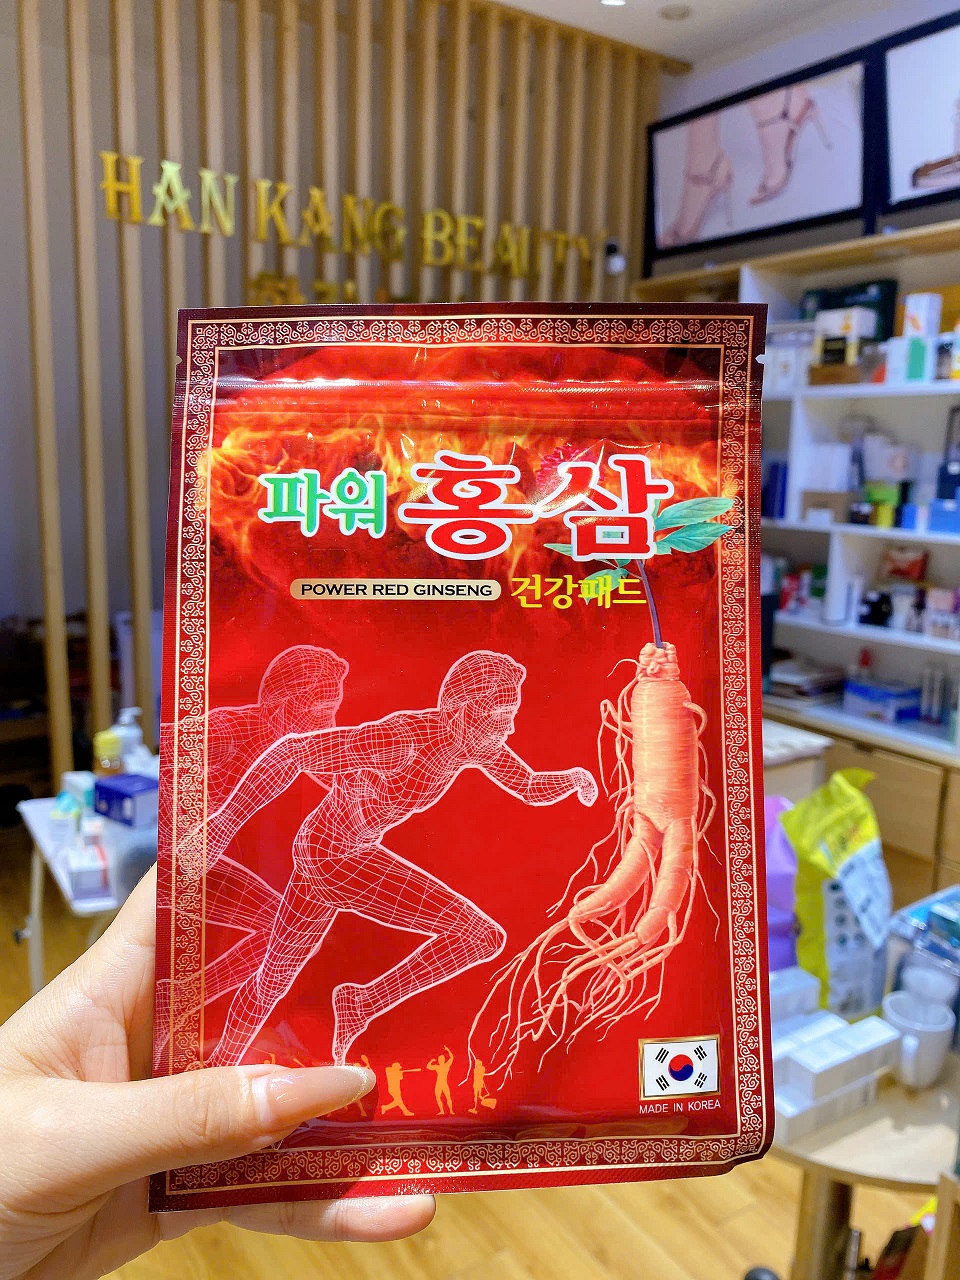 HAN KANG BEAUTY
파워 홍삼
POWER RED GINSENG 건강패드
MADE IN KOREA